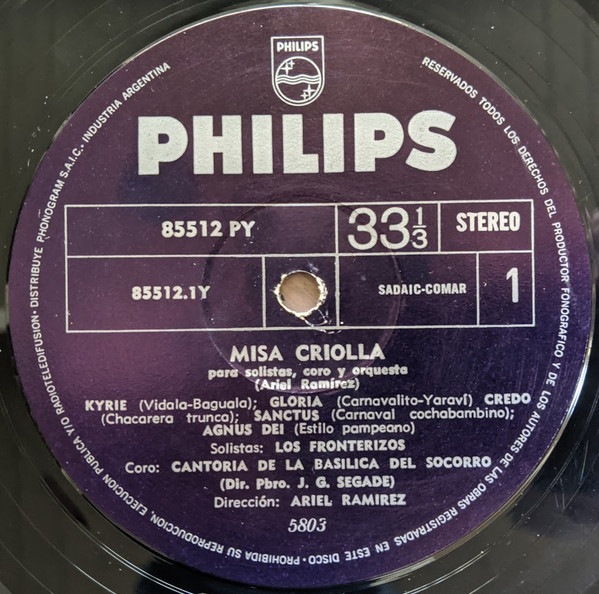 PHILIPS
PHILIPS
85512 PY
33 1/3
STEREO
85512.1Y
SADAIC-COMAR
1
MISA CRIOLLA
para solistas, coro y orquesta
(Ariel Ramírez)
KYRIE (Vidala-Baguala); GLORIA (Carnavalito-Yaraví) CREDO
(Chacarera trunca); SANCTUS (Carnaval cochabambino);
AGNUS DEI (Estilo pampeano)
Solistas: LOS FRONTERIZOS
Coro: CANTORIA DE LA BASILICA DEL SOCORRO
(Dir. Pbro. J. G. SEGADE)
Dirección: ARIEL RAMIREZ
5803
RESERVADOS TODOS LOS DERECHOS DEL PRODUCTOR FONOGRAFICO Y DE LOS AUTORES DE LAS OBRAS REGISTRADAS EN ESTE DISCO · PROHIBIDA SU REPRODUCCION, EJECUCION PUBLICA Y/O RADIOTELEDIFUSION · DISTRIBUYE PHONOGRAM S.A.I.C. · INDUSTRIA ARGENTINA